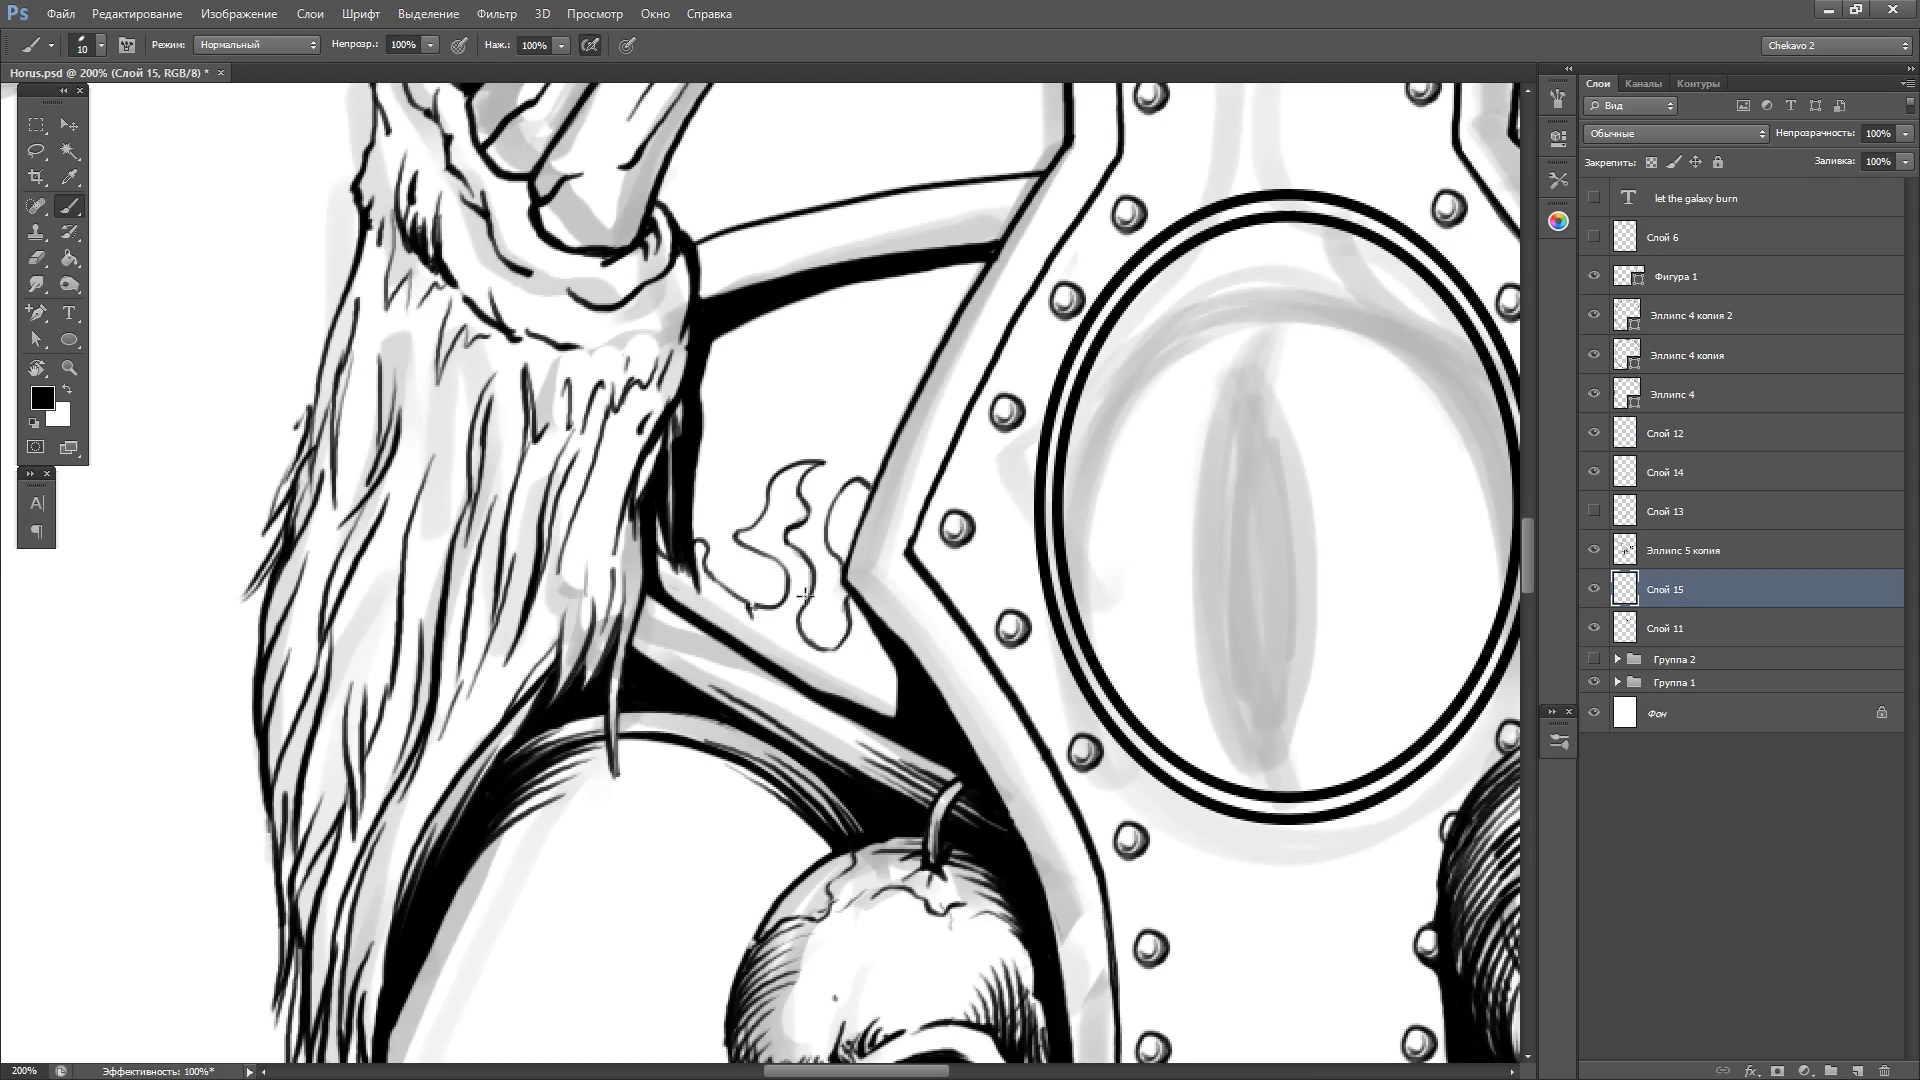 Ps Файл Редактирование Изображение Слои Шрифт Выделение Фильтр 3D Просмотр Окно Справка
10 Режим: Нормальный Непрозр.: 100% Наж.: 100% Chekavo 2
Horus.psd @ 200% (Слой 15, RGB/8) *
Слои Каналы Контуры
Вид
Обычные Непрозрачность: 100%
Закрепить: Заливка: 100%
let the galaxy burn
Слой 6
Фигура 1
Эллипс 4 копия 2
Эллипс 4 копия
Эллипс 4
Слой 12
Слой 14
Слой 13
Эллипс 5 копия
Слой 15
Слой 11
Группа 2
Группа 1
Фон
200% Эффективность: 100%*